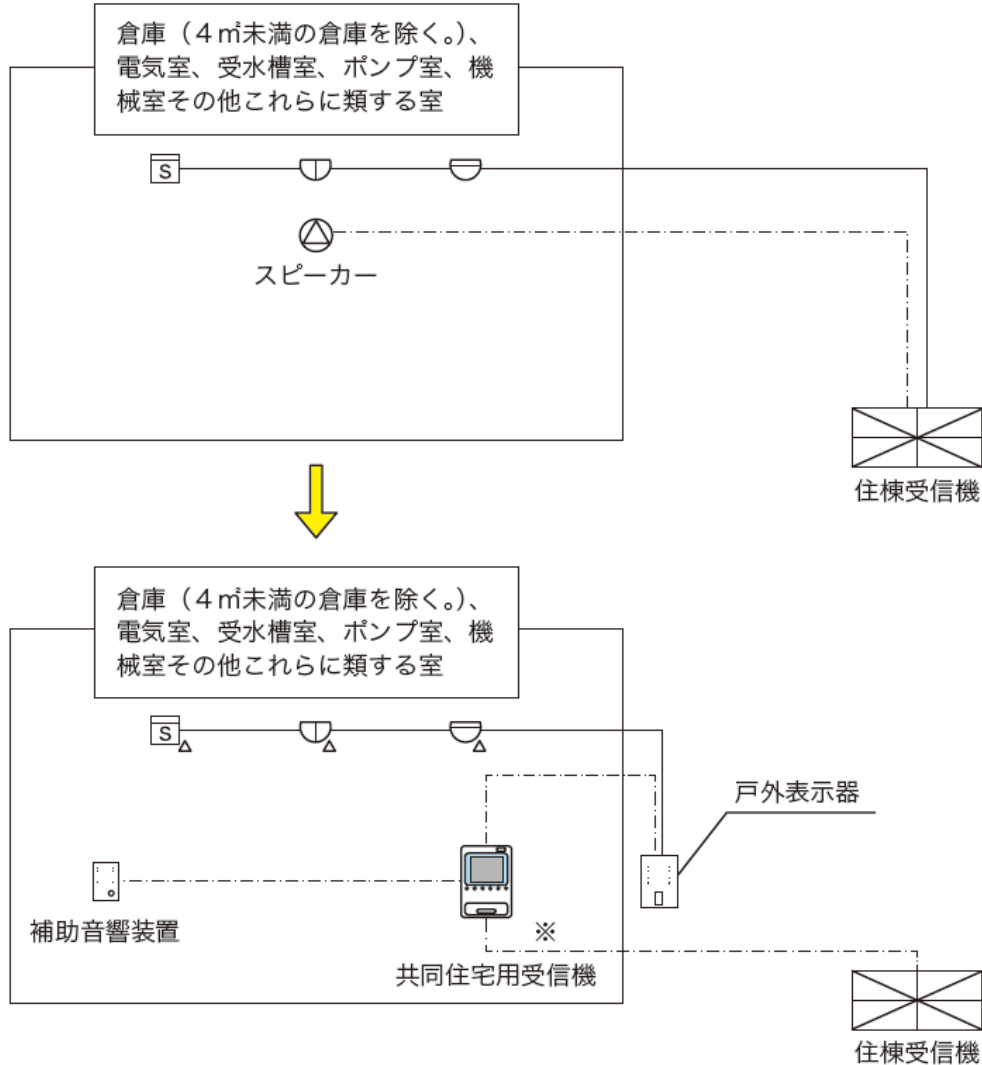 倉庫（４㎡未満の倉庫を除く。）、
電気室、受水槽室、ポンプ室、機
械室その他これらに類する室
S
スピーカー
住棟受信機
倉庫（４㎡未満の倉庫を除く。）、
電気室、受水槽室、ポンプ室、機
械室その他これらに類する室
S
戸外表示器
補助音響装置
※
共同住宅用受信機
住棟受信機